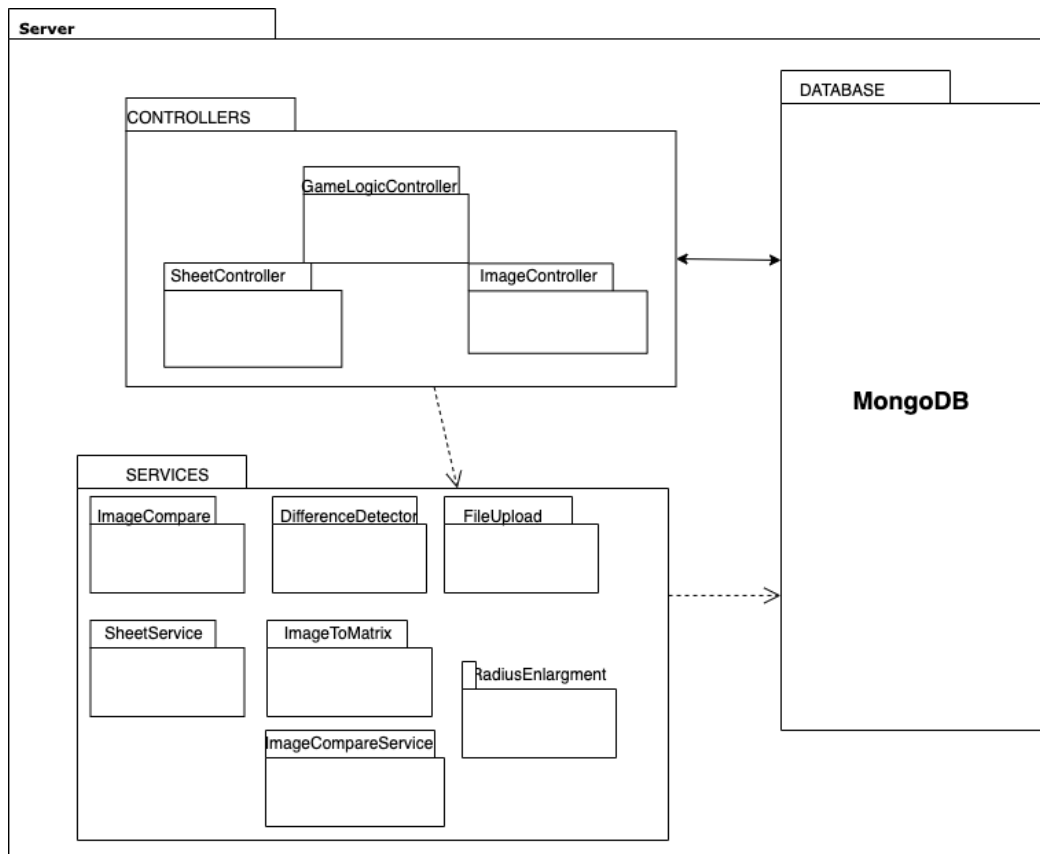 Server
DATABASE
CONTROLLERS
GameLogicController
SheetController
ImageController
MongoDB
SERVICES
ImageCompare
DifferenceDetector
FileUpload
SheetService
ImageToMatrix
RadiusEnlargment
ImageCompareService